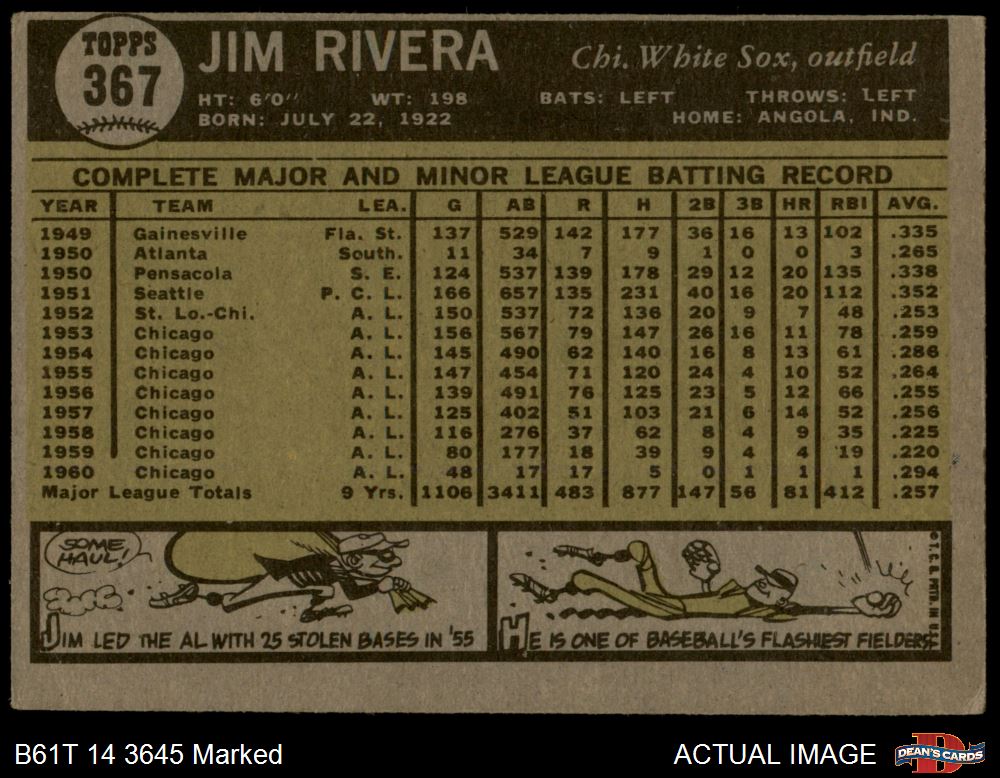 TOPPS
367
JIM RIVERA
Chi. White Sox, outfield
HT: 6'0" WT: 198 BATS: LEFT THROWS: LEFT
BORN: JULY 22, 1922 HOME: ANGOLA, IND.
COMPLETE MAJOR AND MINOR LEAGUE BATTING RECORD
YEAR TEAM LEA. G AB R H 2B 3B HR RBI AVG.
1949 Gainesville Fla. St. 137 529 142 177 36 16 13 102 .335
1950 Atlanta South. 11 34 7 9 1 0 0 3 .265
1950 Pensacola S. E. 124 537 139 178 29 12 20 135 .338
1951 Seattle P. C. L. 166 657 135 231 40 16 20 112 .352
1952 St. Lo.-Chi. A. L. 150 537 72 136 20 9 7 48 .253
1953 Chicago A. L. 156 567 79 147 26 16 11 78 .259
1954 Chicago A. L. 145 490 62 140 16 8 13 61 .286
1955 Chicago A. L. 147 454 71 120 24 4 10 52 .264
1956 Chicago A. L. 139 491 76 125 23 5 12 66 .255
1957 Chicago A. L. 125 402 51 103 21 6 14 52 .256
1958 Chicago A. L. 116 276 37 62 8 4 9 35 .225
1959 Chicago A. L. 80 177 18 39 9 4 4 19 .220
1960 Chicago A. L. 48 17 17 5 0 1 1 1 .294
Major League Totals 9 Yrs. 1106 3411 483 877 147 56 81 412 .257
SOME
HAUL!
JIM LED THE AL WITH 25 STOLEN BASES IN '55
HE IS ONE OF BASEBALL'S FLASHIEST FIELDERS
© T. C. G. PRTD. IN
B61T 14 3645 Marked
ACTUAL IMAGE
DEAN'S CARDS